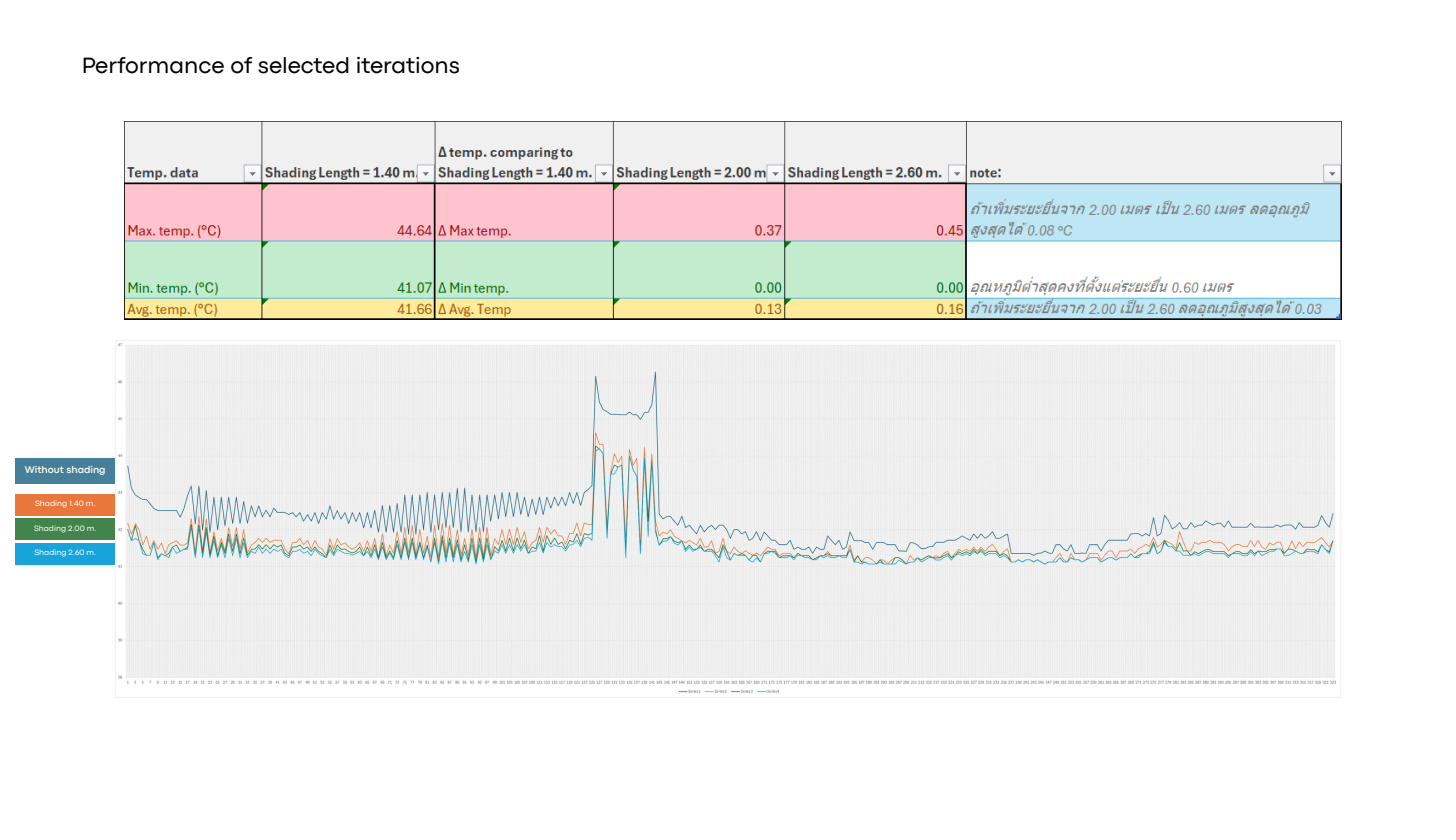 Performance of selected iterations
Temp. data
Shading Length = 1.40 m.
Δ temp. comparing to
Shading Length = 1.40 m.
Shading Length = 2.00 m
Shading Length = 2.60 m.
note:
Max. temp. (°C)
44.64
Δ Max temp.
0.37
0.45
ถ้าเพิ่มระยะยื่นจาก 2.00 เมตร เป็น 2.60 เมตร ลดอุณภูมิ
สูงสุดได้ 0.08 °C
Min. temp. (°C)
41.07
Δ Min temp.
0.00
0.00
อุณหภูมิต่ำสุดคงที่ตั้งแต่ระยะยื่น 0.60 เมตร
Avg. temp. (°C)
41.66
Δ Avg. Temp
0.13
0.16
ถ้าเพิ่มระยะยื่นจาก 2.00 เป็น 2.60 ลดอุณภูมิสูงสุดได้ 0.03
Without shading
Shading 1.40 m.
Shading 2.00 m.
Shading 2.60 m.
Series1
Series2
Series3
Series4